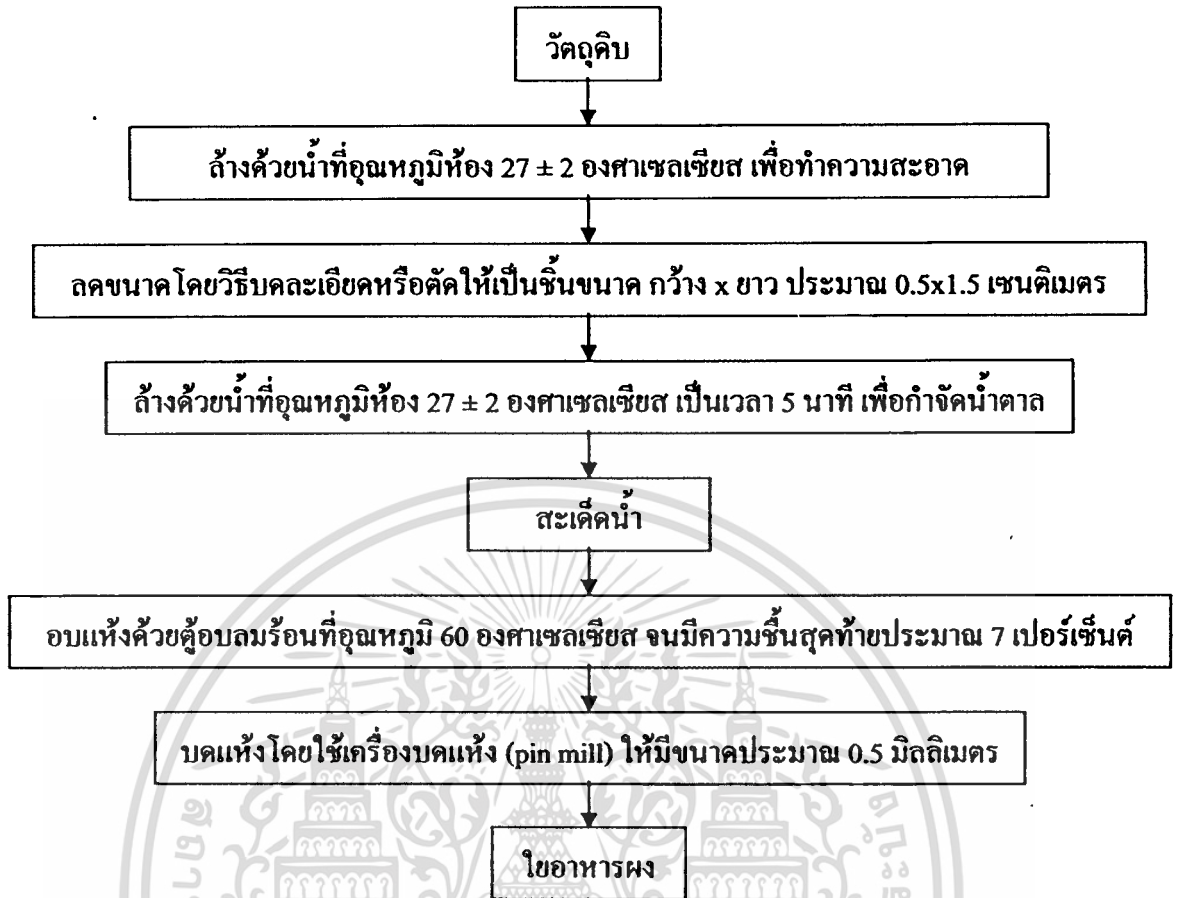 วัตถุดิบ
ล้างด้วยน้ำที่อุณหภูมิห้อง 27 ± 2 องศาเซลเซียส เพื่อทำความสะอาด
ลดขนาดโดยวิธีบดละเอียดหรือตัดให้เป็นชิ้นขนาด กว้าง x ยาว ประมาณ 0.5x1.5 เซนติเมตร
ล้างด้วยน้ำที่อุณหภูมิห้อง 27 ± 2 องศาเซลเซียส เป็นเวลา 5 นาที เพื่อกำจัดน้ำตาล
สะเด็ดน้ำ
อบแห้งด้วยตู้อบลมร้อนที่อุณหภูมิ 60 องศาเซลเซียส จนมีความชื้นสุดท้ายประมาณ 7 เปอร์เซ็นต์
บดแห้งโดยใช้เครื่องบดแห้ง (pin mill) ให้มีขนาดประมาณ 0.5 มิลลิเมตร
ใยอาหารผง